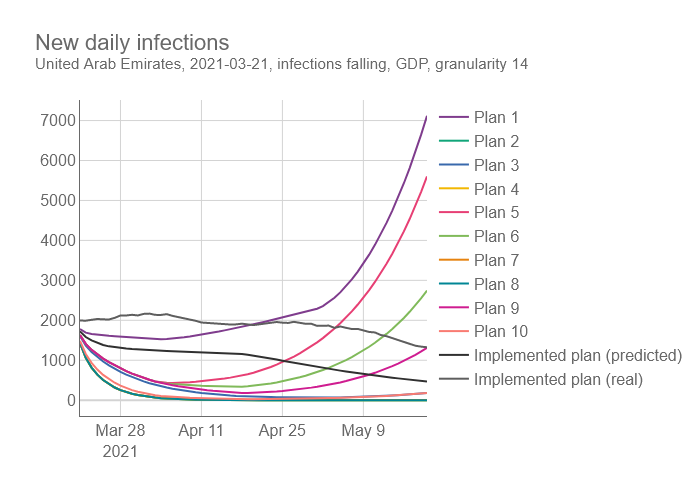 New daily infections
United Arab Emirates, 2021-03-21, infections falling, GDP, granularity 14
7000
6000
5000
4000
3000
2000
1000
0
Mar 28
2021
Apr 11
Apr 25
May 9
Plan 1
Plan 2
Plan 3
Plan 4
Plan 5
Plan 6
Plan 7
Plan 8
Plan 9
Plan 10
Implemented plan (predicted)
Implemented plan (real)